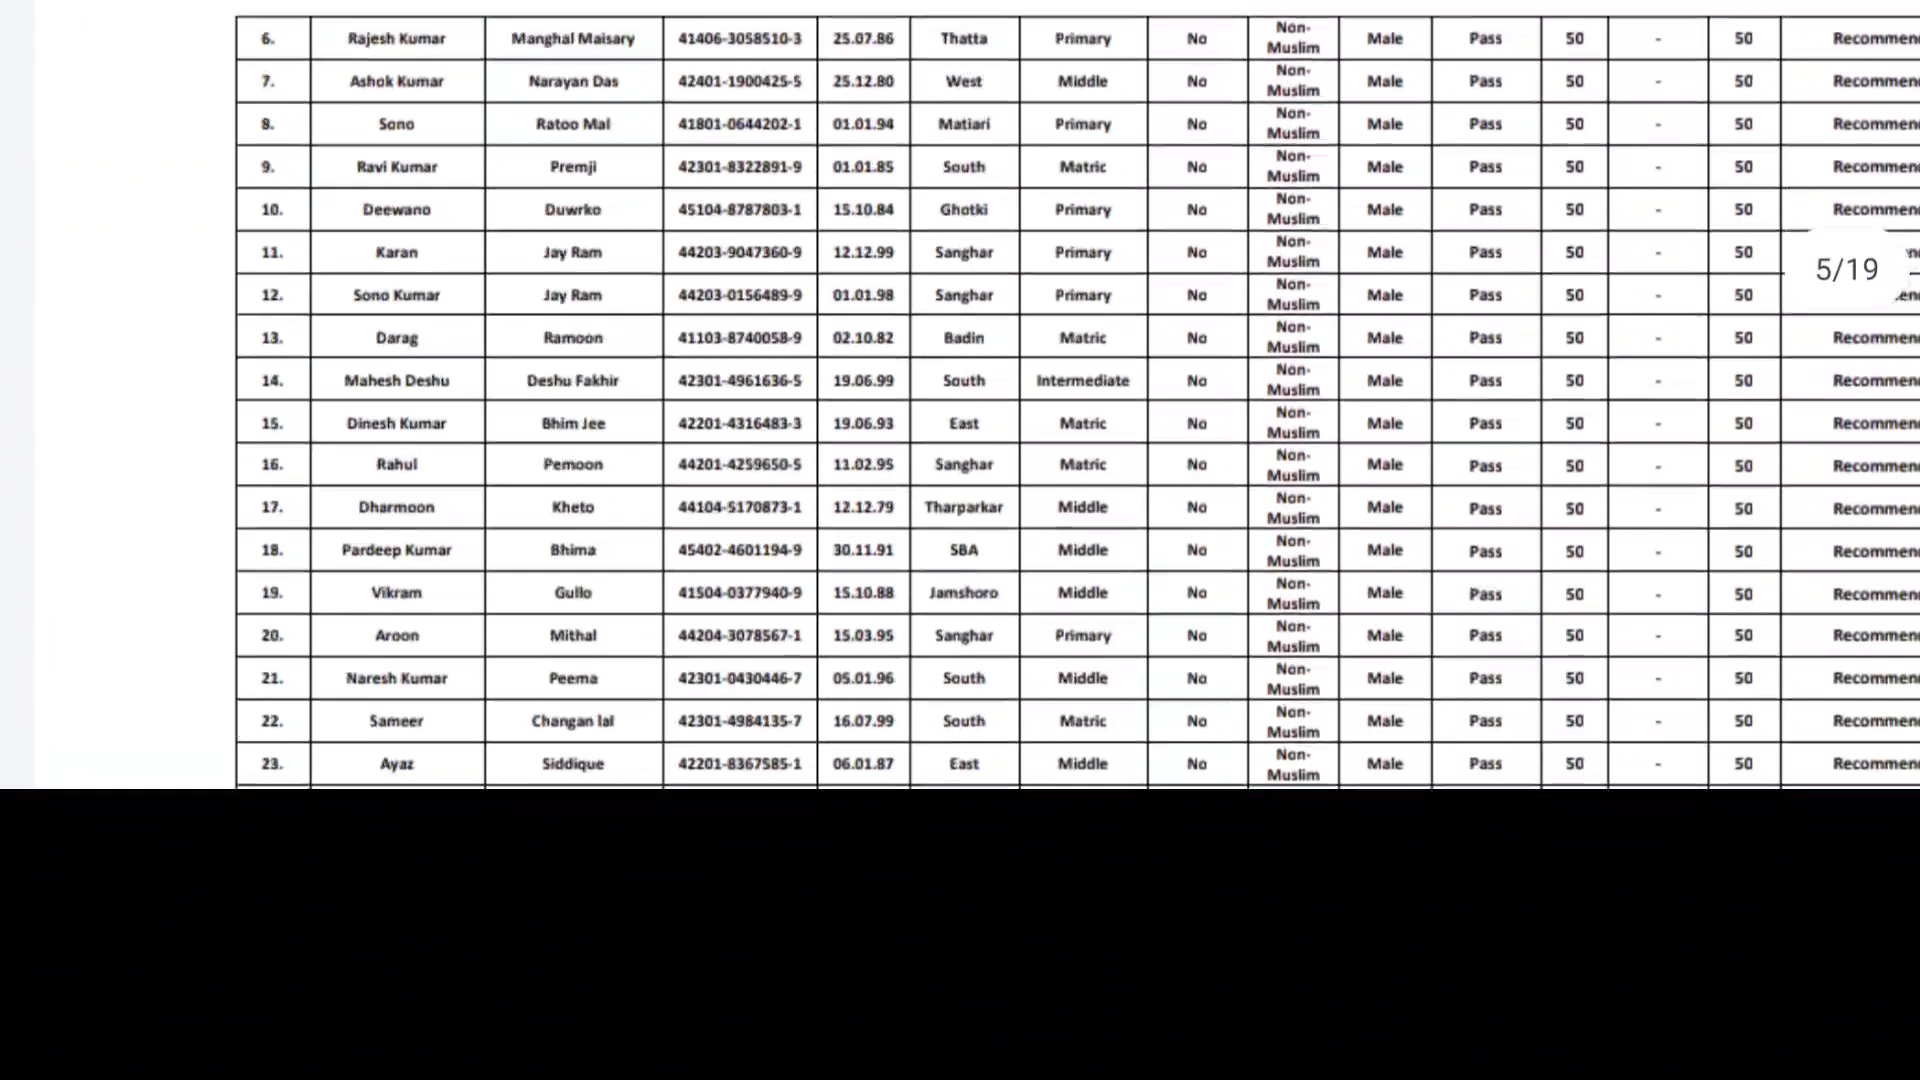 6. Rajesh Kumar Manghal Maisary 41406-3058510-3 25.07.86 Thatta Primary No Non-Muslim Male Pass 50 - 50 Recommen
7. Ashok Kumar Narayan Das 42401-1900425-5 25.12.80 West Middle No Non-Muslim Male Pass 50 - 50 Recommen
8. Sono Ratoo Mal 41801-0644202-1 01.01.94 Matiari Primary No Non-Muslim Male Pass 50 - 50 Recommen
9. Ravi Kumar Premji 42301-8322891-9 01.01.85 South Matric No Non-Muslim Male Pass 50 - 50 Recommen
10. Deewano Duwrko 45104-8787803-1 15.10.84 Ghotki Primary No Non-Muslim Male Pass 50 - 50 Recommen
11. Karan Jay Ram 44203-9047360-9 12.12.99 Sanghar Primary No Non-Muslim Male Pass 50 - 50
5/19
12. Sono Kumar Jay Ram 44203-0156489-9 01.01.98 Sanghar Primary No Non-Muslim Male Pass 50 - 50
13. Darag Ramoon 41103-8740058-9 02.10.82 Badin Matric No Non-Muslim Male Pass 50 - 50 Recommen
14. Mahesh Deshu Deshu Fakhir 42301-4961636-5 19.06.99 South Intermediate No Non-Muslim Male Pass 50 - 50 Recommen
15. Dinesh Kumar Bhim Jee 42201-4316483-3 19.06.93 East Matric No Non-Muslim Male Pass 50 - 50 Recommen
16. Rahul Pemoon 44201-4259650-5 11.02.95 Sanghar Matric No Non-Muslim Male Pass 50 - 50 Recommen
17. Dharmoon Kheto 44104-5170873-1 12.12.79 Tharparkar Middle No Non-Muslim Male Pass 50 - 50 Recommen
18. Pardeep Kumar Bhima 45402-4601194-9 30.11.91 SBA Middle No Non-Muslim Male Pass 50 - 50 Recommen
19. Vikram Gullo 41504-0377940-9 15.10.88 Jamshoro Middle No Non-Muslim Male Pass 50 - 50 Recommen
20. Aroon Mithal 44204-3078567-1 15.03.95 Sanghar Primary No Non-Muslim Male Pass 50 - 50 Recommen
21. Naresh Kumar Peema 42301-0430446-7 05.01.96 South Middle No Non-Muslim Male Pass 50 - 50 Recommen
22. Sameer Changan lal 42301-4984135-7 16.07.99 South Matric No Non-Muslim Male Pass 50 - 50 Recommen
23. Ayaz Siddique 42201-8367585-1 06.01.87 East Middle No Non-Muslim Male Pass 50 - 50 Recommen